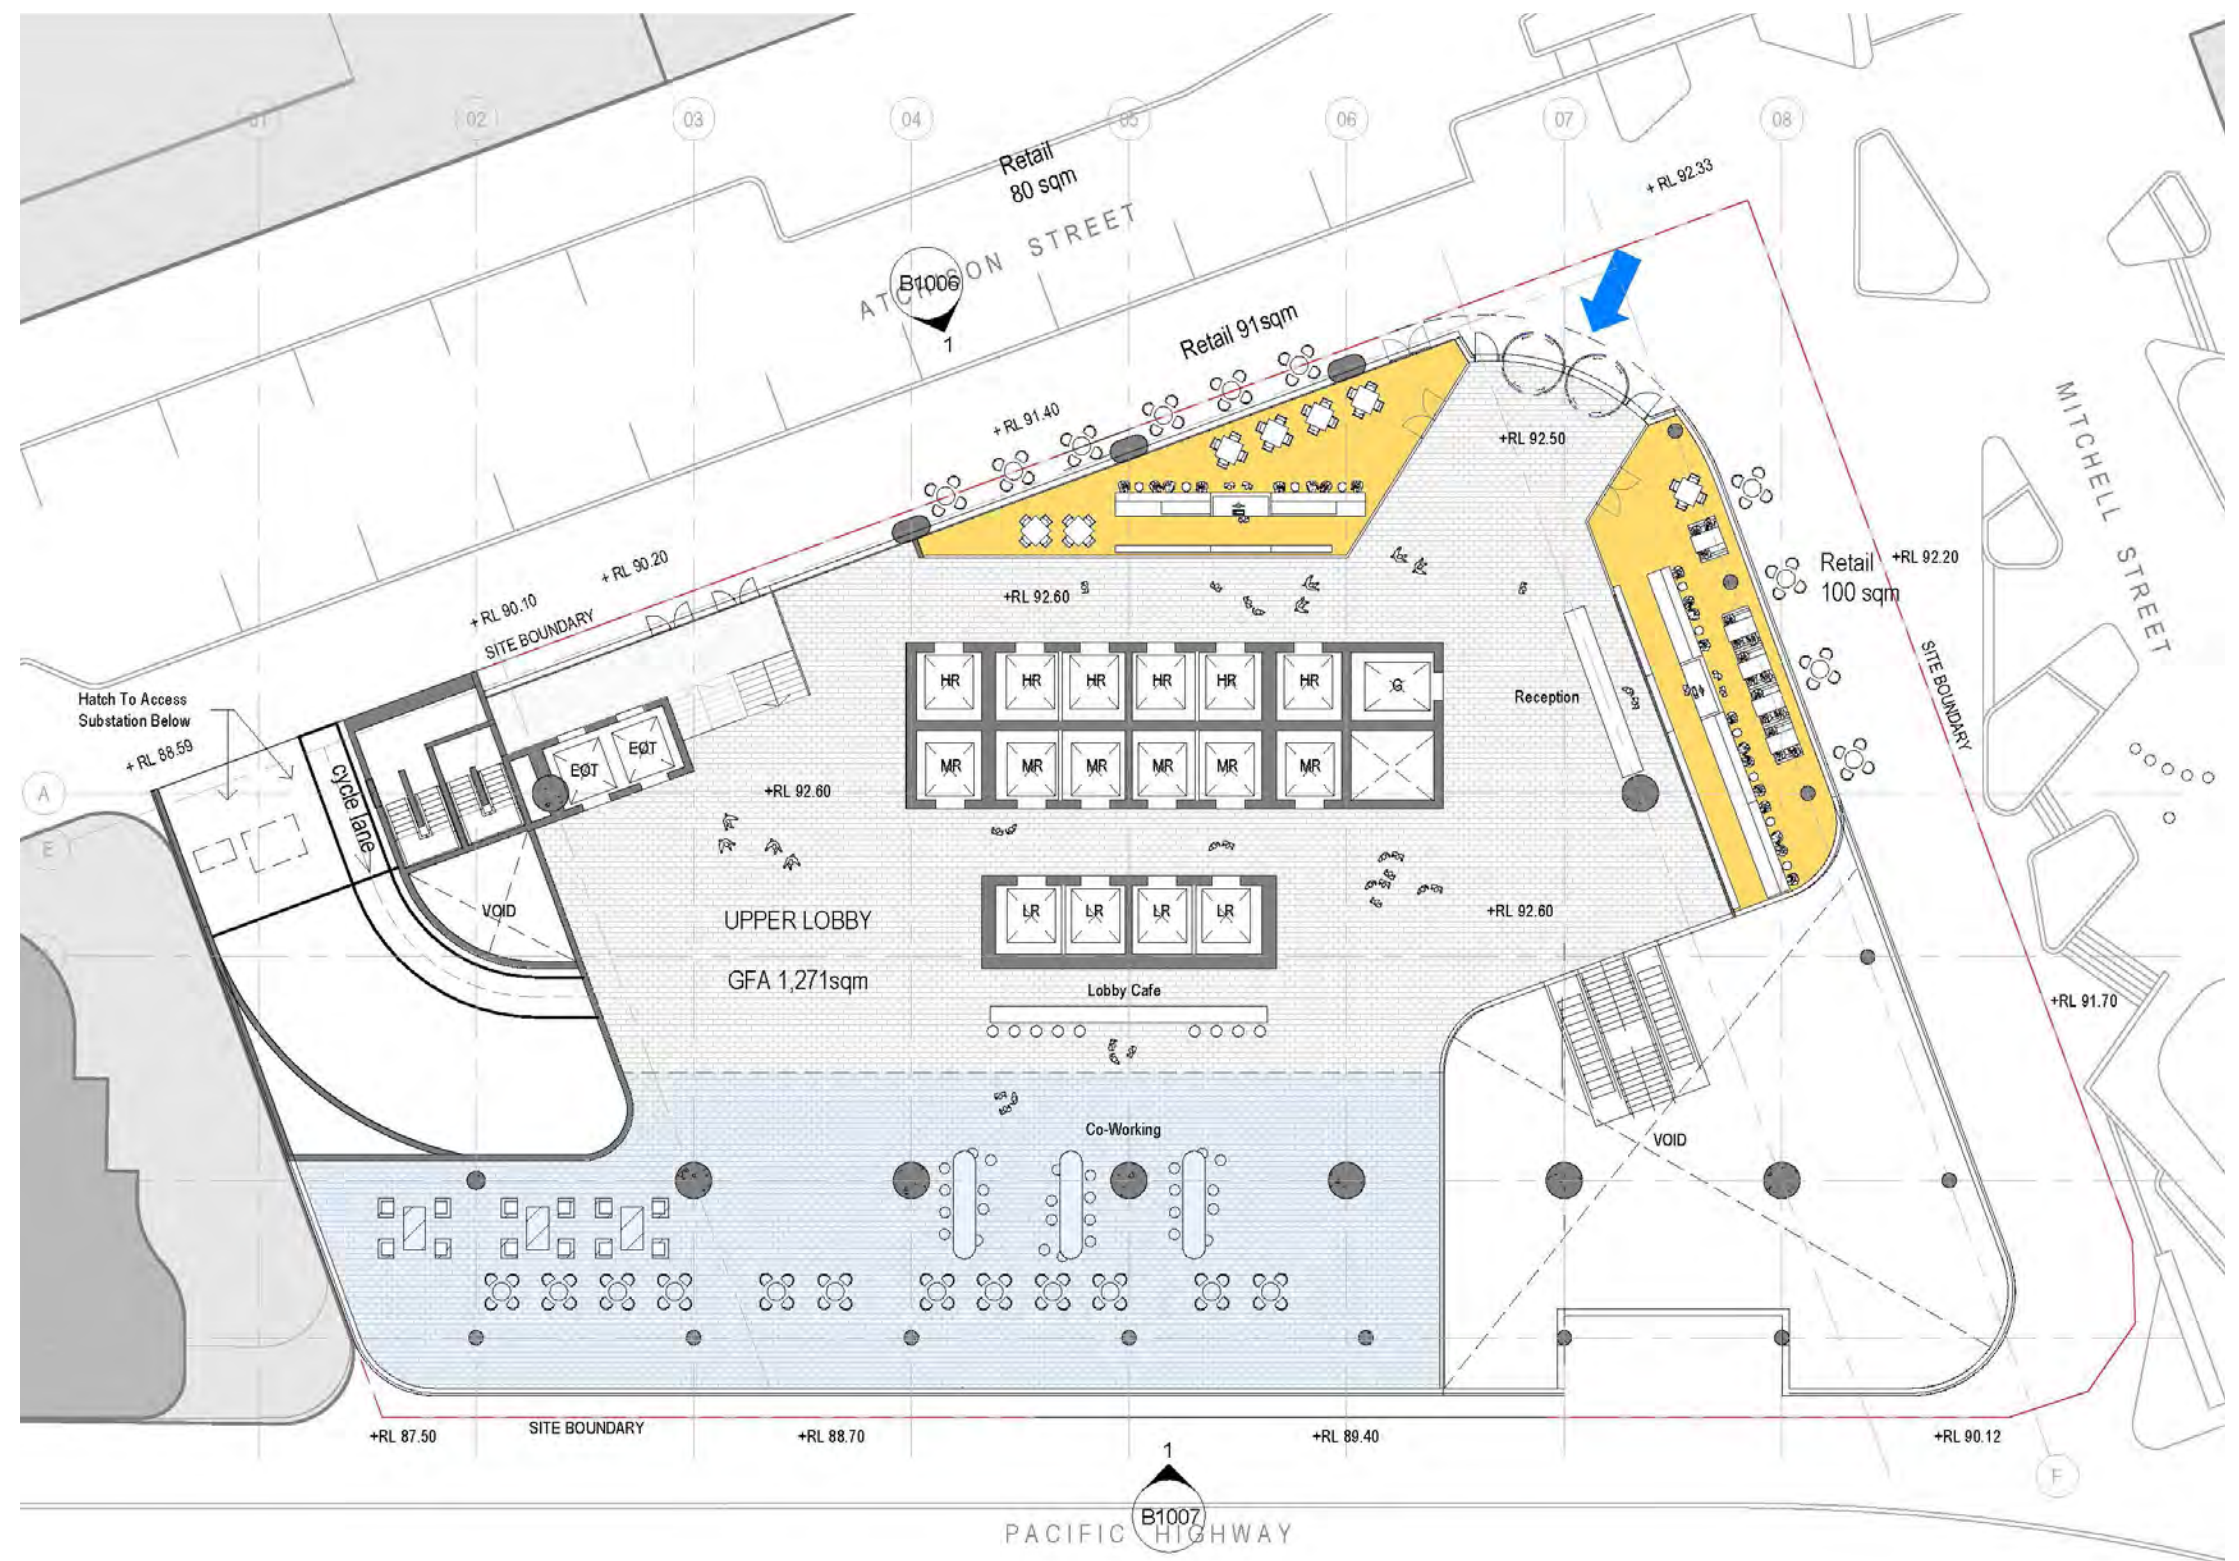 01
02
03
04
05
06
07
08
Retail
80 sqm
+ RL 92.33
ATCHISON STREET
B1006
1
Retail 91sqm
+ RL 91.40
+RL 92.50
MITCHELL STREET
+ RL 90.20
+ RL 90.10
SITE BOUNDARY
+RL 92.60
Retail
100 sqm
+RL 92.20
SITE BOUNDARY
Hatch To Access
Substation Below
+ RL 88.59
HR
HR
HR
HR
HR
HR
G
Reception
EOT
EOT
MR
MR
MR
MR
MR
MR
A
cycle lane
+RL 92.60
E
VOID
UPPER LOBBY
LR
LR
LR
LR
+RL 92.60
GFA 1,271sqm
Lobby Cafe
+RL 91.70
Co-Working
VOID
+RL 87.50
SITE BOUNDARY
+RL 88.70
1
+RL 89.40
+RL 90.12
F
B1007
PACIFIC HIGHWAY